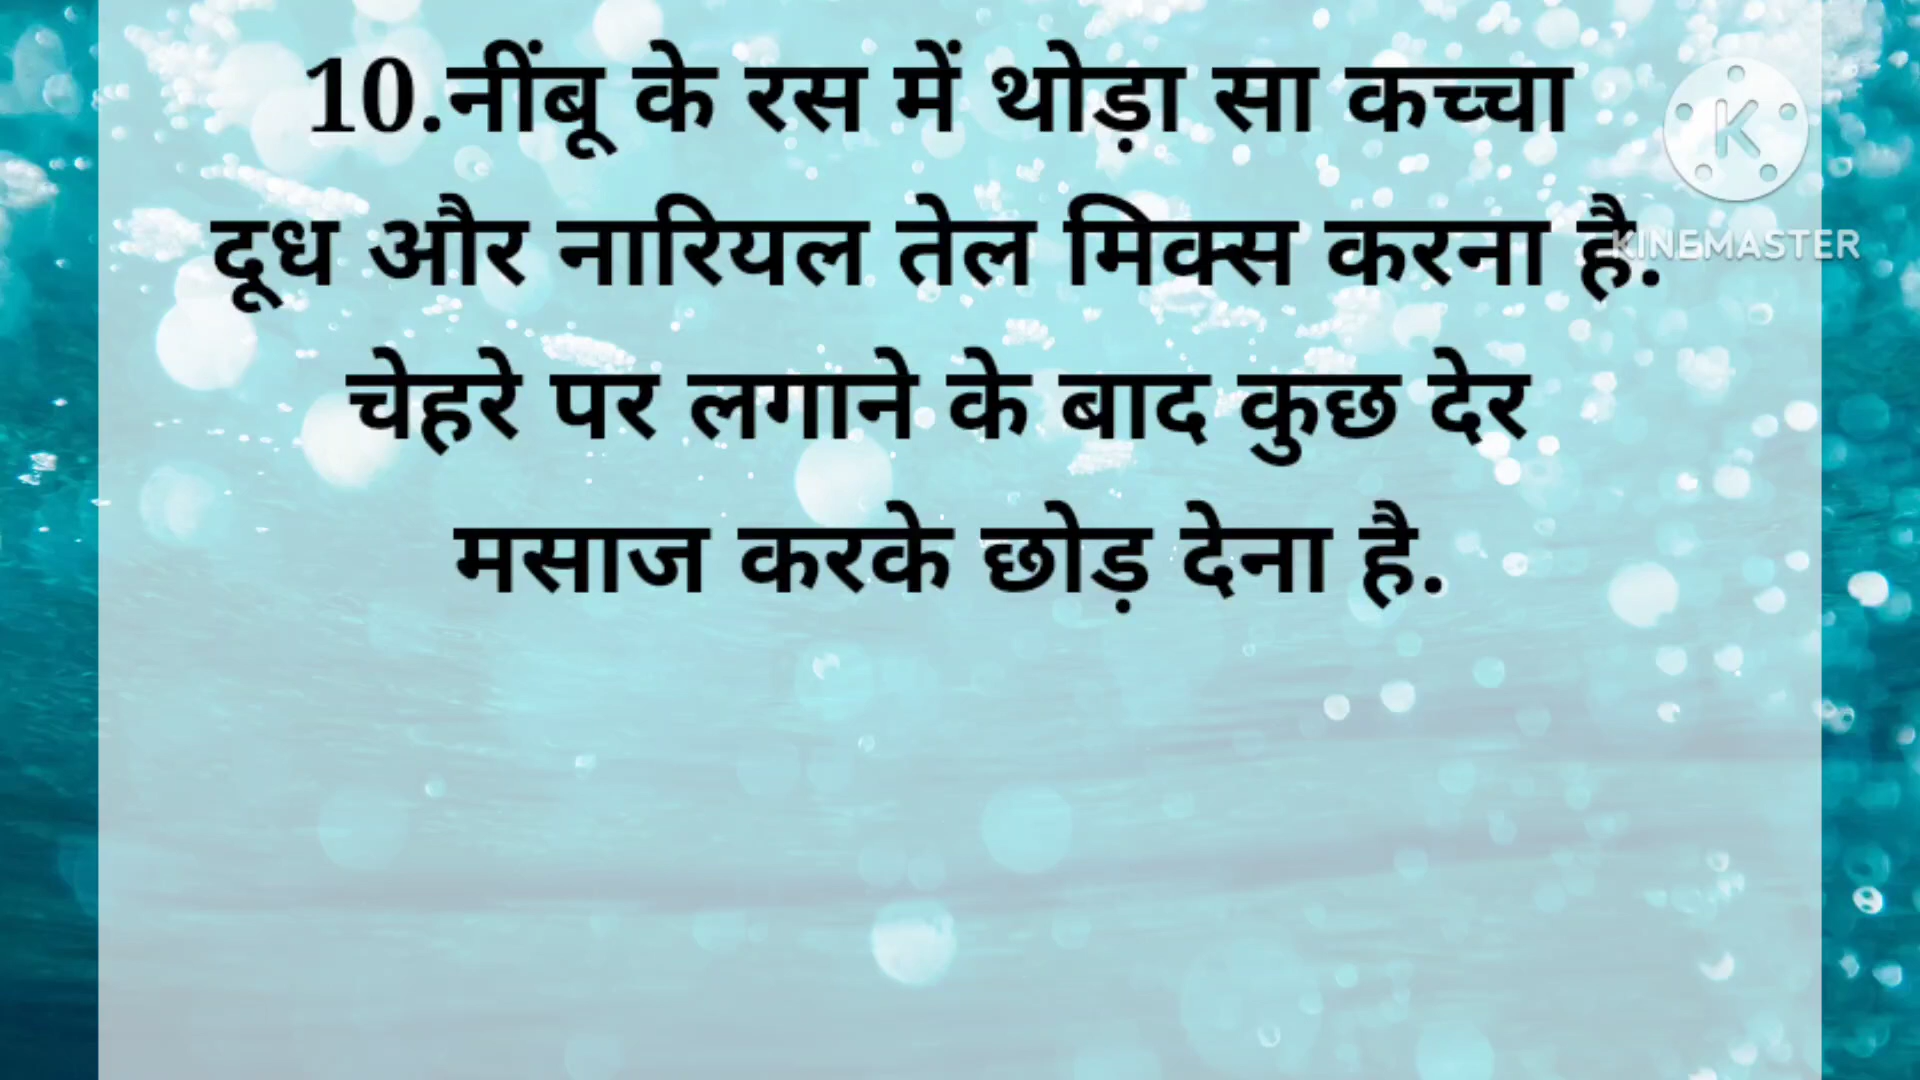 10.नींबू के रस में थोड़ा सा कच्चा
दूध और नारियल तेल मिक्स करना है.
चेहरे पर लगाने के बाद कुछ देर
मसाज करके छोड़ देना है.
K
KINEMASTER